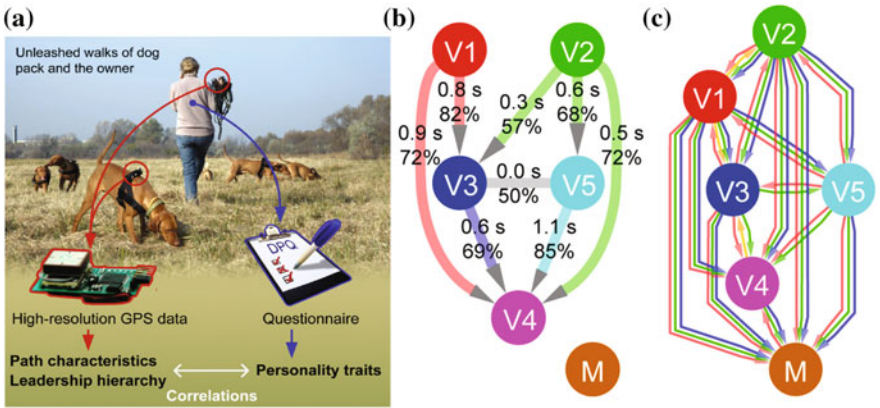 (a)
Unleashed walks of dog
pack and the owner
DPQ
High-resolution GPS data
Questionnaire
Path characteristics
Leadership hierarchy
Personality traits
Correlations
(b)
V1
V2
0.8 s
82%
0.3 s
57%
0.6 s
68%
0.9 s
72%
0.5 s
72%
V3
0.0 s
50%
V5
0.6 s
69%
1.1 s
85%
V4
M
(c)
V2
V1
V3
V5
V4
M